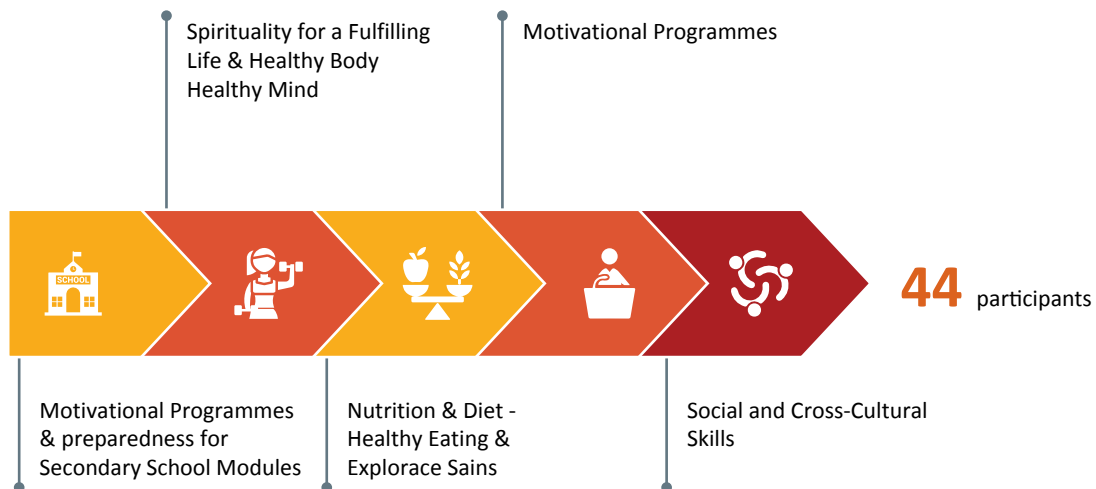 Spirituality for a Fulfilling
Life & Healthy Body
Healthy Mind
Motivational Programmes
SCHOOL
44 participants
Motivational Programmes
& preparedness for
Secondary School Modules
Nutrition & Diet -
Healthy Eating &
Explorace Sains
Social and Cross-Cultural
Skills